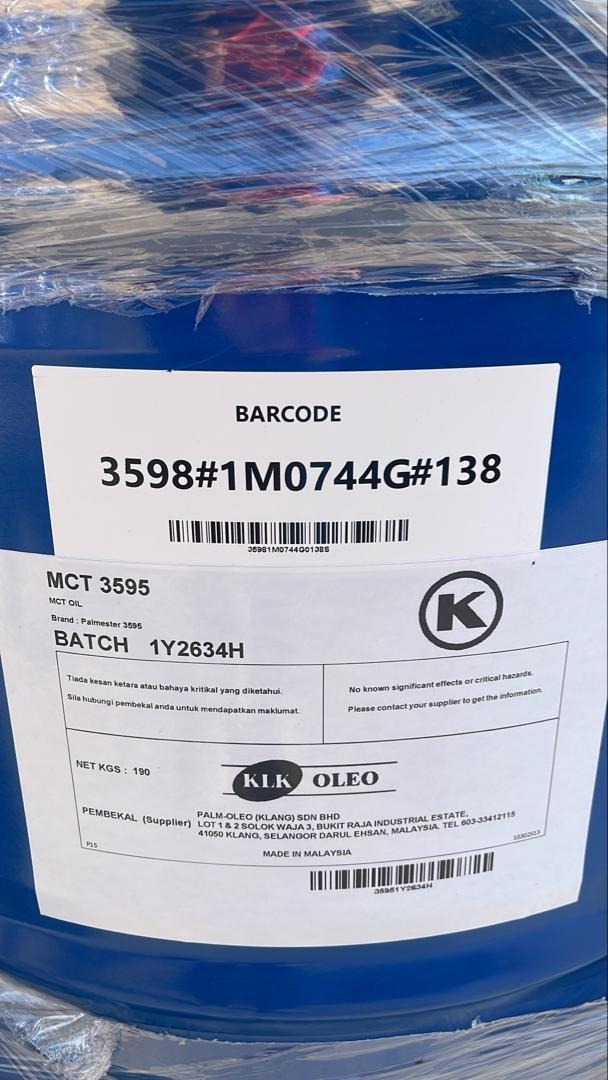 BARCODE
3598#1M0744G#138
35981M0744G0138S
MCT 3595
MCT OIL
Brand : Palmester 3595
BATCH 1Y2634H
K
Tiada kesan ketara atau bahaya kritikal yang diketahui.
Sila hubungi pembekal anda untuk mendapatkan maklumat.
No known significant effects or critical hazards.
Please contact your supplier to get the information.
NET KGS : 190
KLK OLEO
PEMBEKAL (Supplier) PALM-OLEO (KLANG) SDN BHD
LOT 1 & 2 SOLOK WAJA 3, BUKIT RAJA INDUSTRIAL ESTATE,
41050 KLANG, SELANGOR DARUL EHSAN, MALAYSIA. TEL 603-33412115
P15
10302513
MADE IN MALAYSIA
35951Y2634H